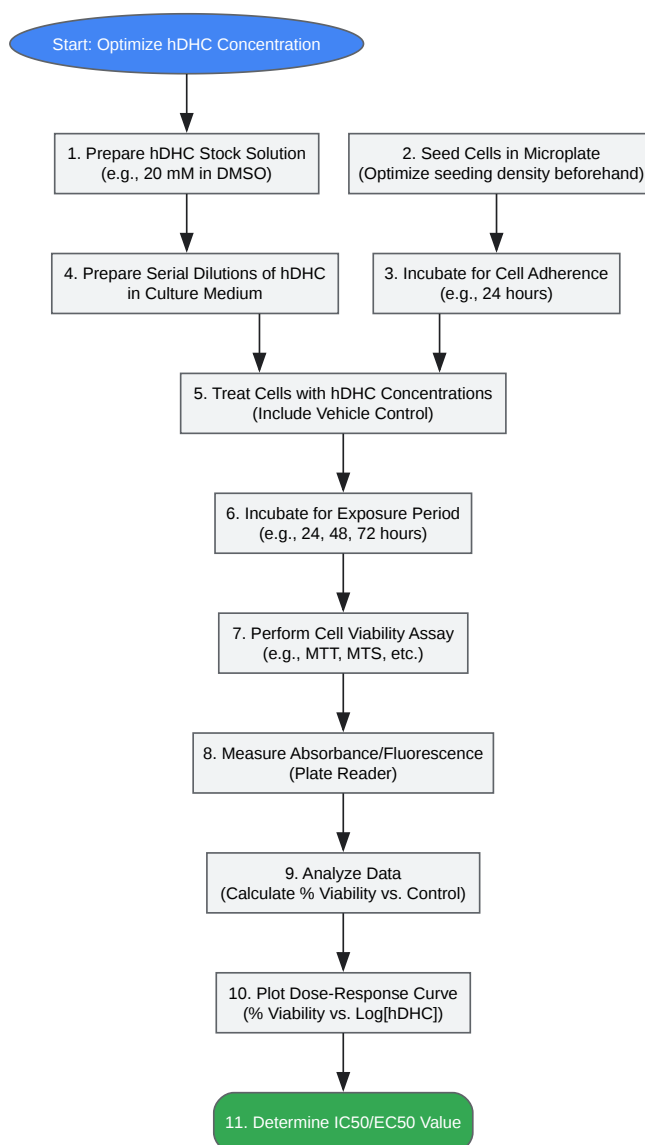 Start: Optimize hDHC Concentration
1. Prepare hDHC Stock Solution
(e.g., 20 mM in DMSO)
2. Seed Cells in Microplate
(Optimize seeding density beforehand)
4. Prepare Serial Dilutions of hDHC
in Culture Medium
3. Incubate for Cell Adherence
(e.g., 24 hours)
5. Treat Cells with hDHC Concentrations
(Include Vehicle Control)
6. Incubate for Exposure Period
(e.g., 24, 48, 72 hours)
7. Perform Cell Viability Assay
(e.g., MTT, MTS, etc.)
8. Measure Absorbance/Fluorescence
(Plate Reader)
9. Analyze Data
(Calculate % Viability vs. Control)
10. Plot Dose-Response Curve
(% Viability vs. Log[hDHC])
11. Determine IC50/EC50 Value